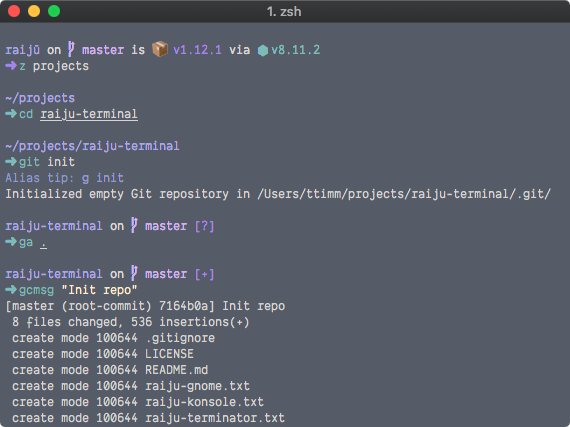 1. zsh
raijū on master is 📦 v1.12.1 via ⬢ v8.11.2
➜ z projects
~/projects
➜ cd raiju-terminal
~/projects/raiju-terminal
➜ git init
Alias tip: g init
Initialized empty Git repository in /Users/ttimm/projects/raiju-terminal/.git/
raiju-terminal on master [?]
➜ ga .
raiju-terminal on master [+]
➜ gcmsg "Init repo"
[master (root-commit) 7164b0a] Init repo
8 files changed, 536 insertions(+)
create mode 100644 .gitignore
create mode 100644 LICENSE
create mode 100644 README.md
create mode 100644 raiju-gnome.txt
create mode 100644 raiju-konsole.txt
create mode 100644 raiju-terminator.txt